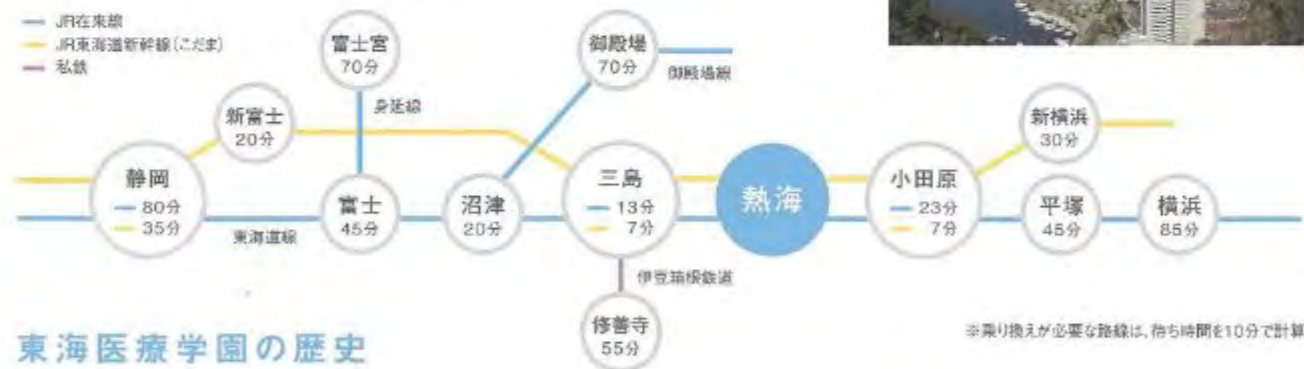 JR在来線
JR東海道新幹線(こだま)
私鉄
富士宮
70分
身延線
御殿場
70分
御殿場線
新富士
20分
新横浜
30分
静岡
80分
35分
東海道線
富士
45分
沼津
20分
三島
13分
7分
熱海
小田原
23分
7分
平塚
45分
横浜
85分
伊豆箱根鉄道
修善寺
55分
※乗り換えが必要な路線は、待ち時間を10分で計算
東海医療学園の歴史